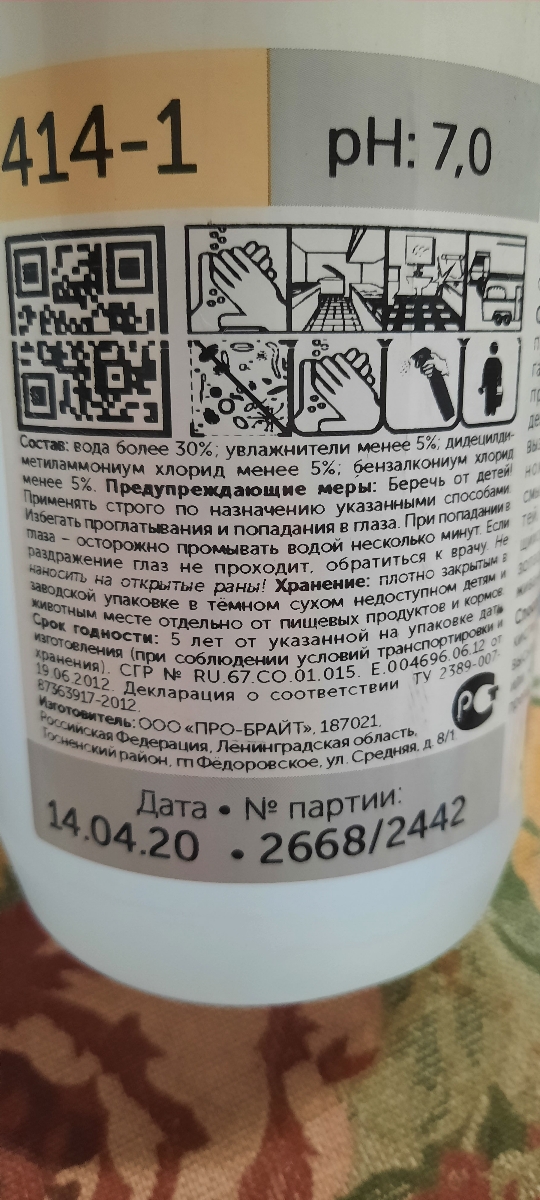 414-1
pH: 7,0
Состав: вода более 30%; увлажнители менее 5%; дидецилди-
метиламмониум хлорид менее 5%; бензалкониум хлорид
менее 5%. Предупреждающие меры: Беречь от детей!
Применять строго по назначению указанными способами.
Избегать проглатывания и попадания в глаза. При попадании в
глаза – осторожно промывать водой несколько минут. Если
раздражение глаз не проходит, обратиться к врачу. Не
наносить на открытые раны! Хранение: плотно закрытым в
заводской упаковке в тёмном сухом недоступном детям и
животным месте отдельно от пищевых продуктов и кормов.
Срок годности: 5 лет от указанной на упаковке даты
изготовления (при соблюдении условий транспортировки и
хранения). СГР № RU.67.CO.01.015. Е.004696.06.12 от
19.06.2012. Декларация о соответствии ТУ 2389-007-
87363917-2012.
Изготовитель: ООО «ПРО-БРАЙТ», 187021,
Российская Федерация, Ленинградская область,
Тосненский район, гп Фёдоровское, ул. Средняя, д. 8/1
РСТ
Дата • № партии:
14.04.20 • 2668/2442